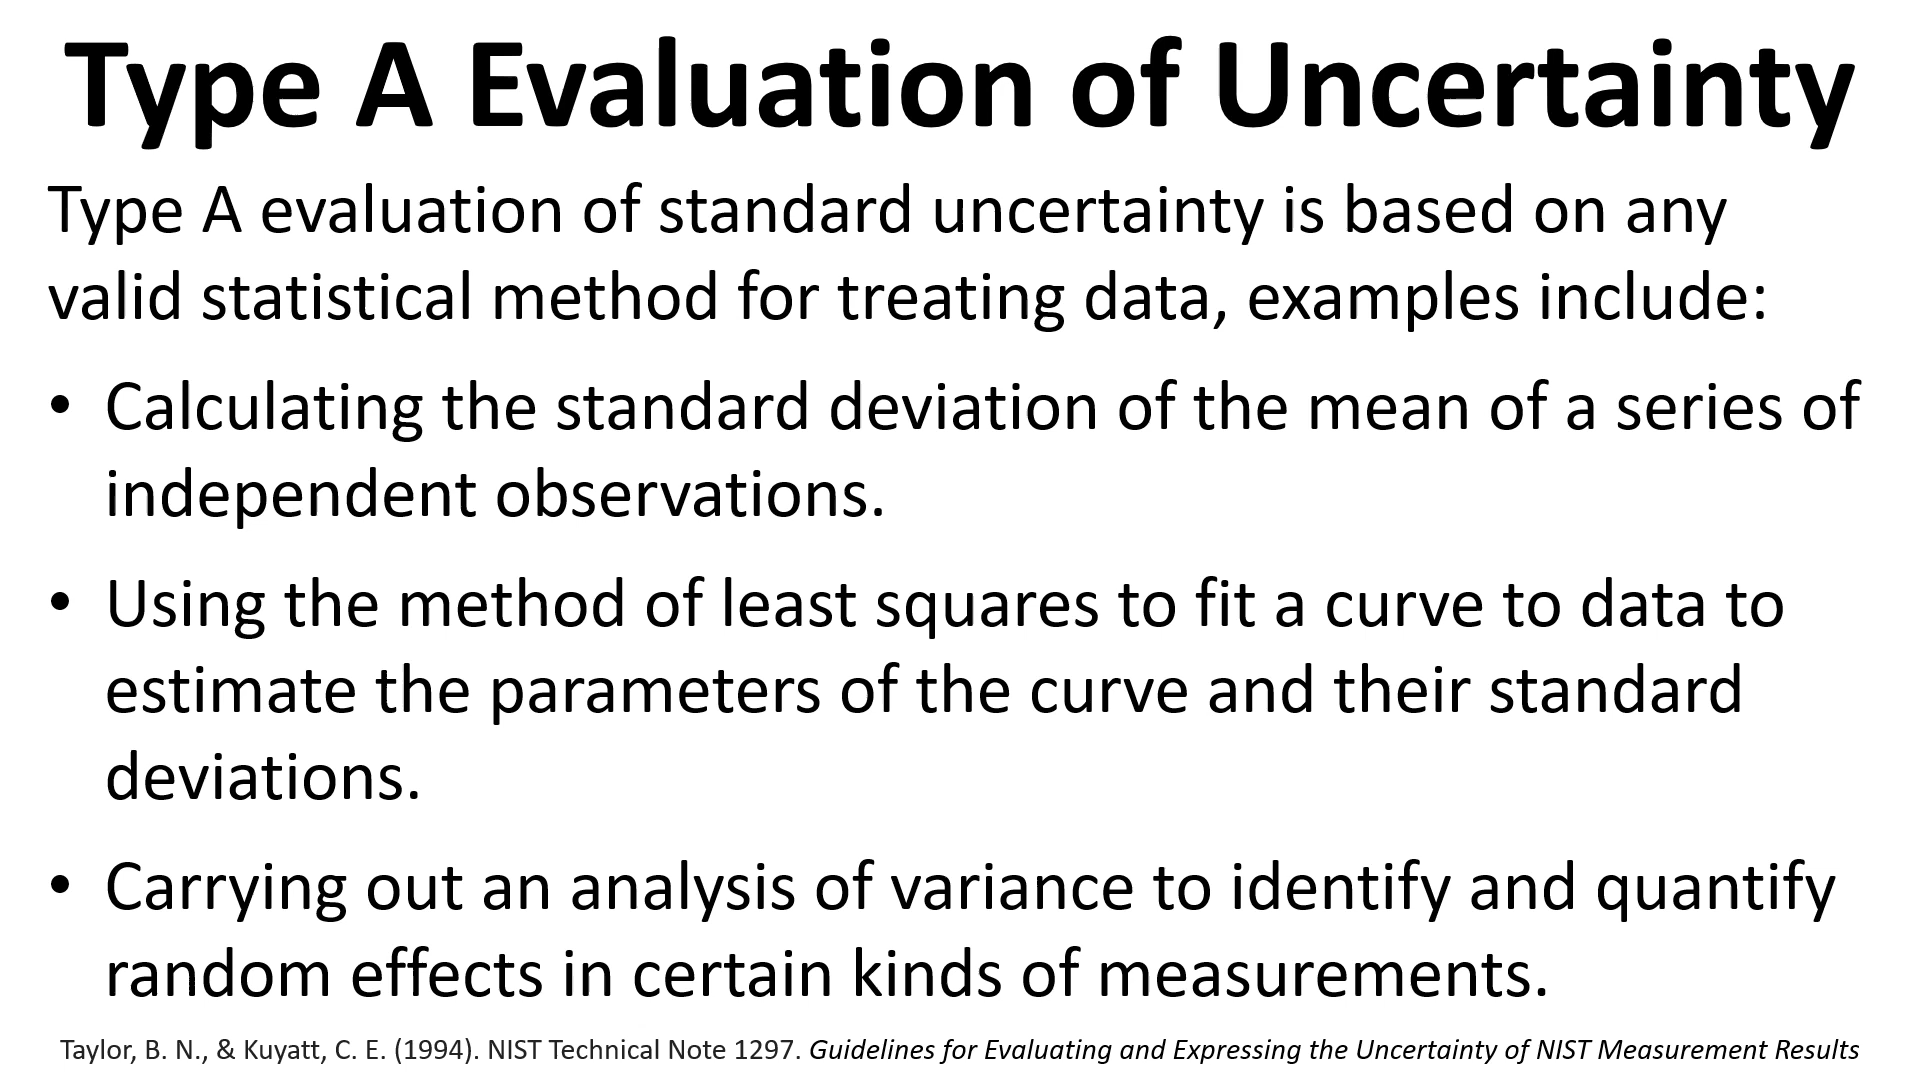 Type A Evaluation of Uncertainty
Type A evaluation of standard uncertainty is based on any
valid statistical method for treating data, examples include:
• Calculating the standard deviation of the mean of a series of
independent observations.
• Using the method of least squares to fit a curve to data to
estimate the parameters of the curve and their standard
deviations.
• Carrying out an analysis of variance to identify and quantify
random effects in certain kinds of measurements.
Taylor, B. N., & Kuyatt, C. E. (1994). NIST Technical Note 1297. Guidelines for Evaluating and Expressing the Uncertainty of NIST Measurement Results